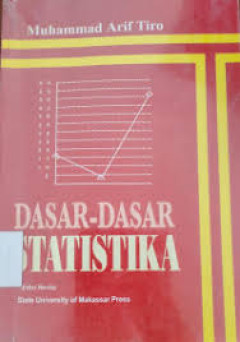 Muhammad Arif Tiro
DASAR-DASAR
STATISTIKA
Edisi Revisi
State University of Makassar Press